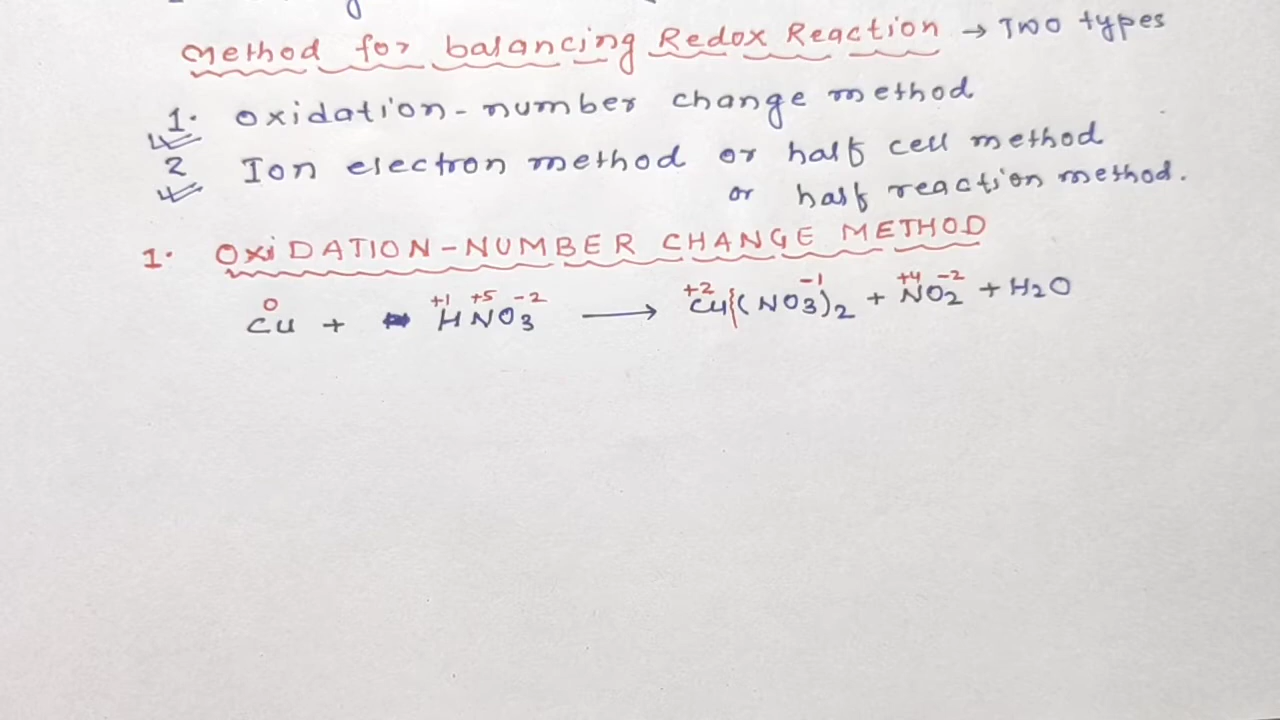 Method for balancing Redox Reaction → Two types
1. Oxidation-number change method
2 Ion electron method or half cell method
or half reaction method.
1. OXiDATION-NUMBER CHANGE METHOD
0 +1 +5 -2 +2 -1 +4 -2
Cu + HNO3 → Cu{(NO3)2 + NO2 + H2O